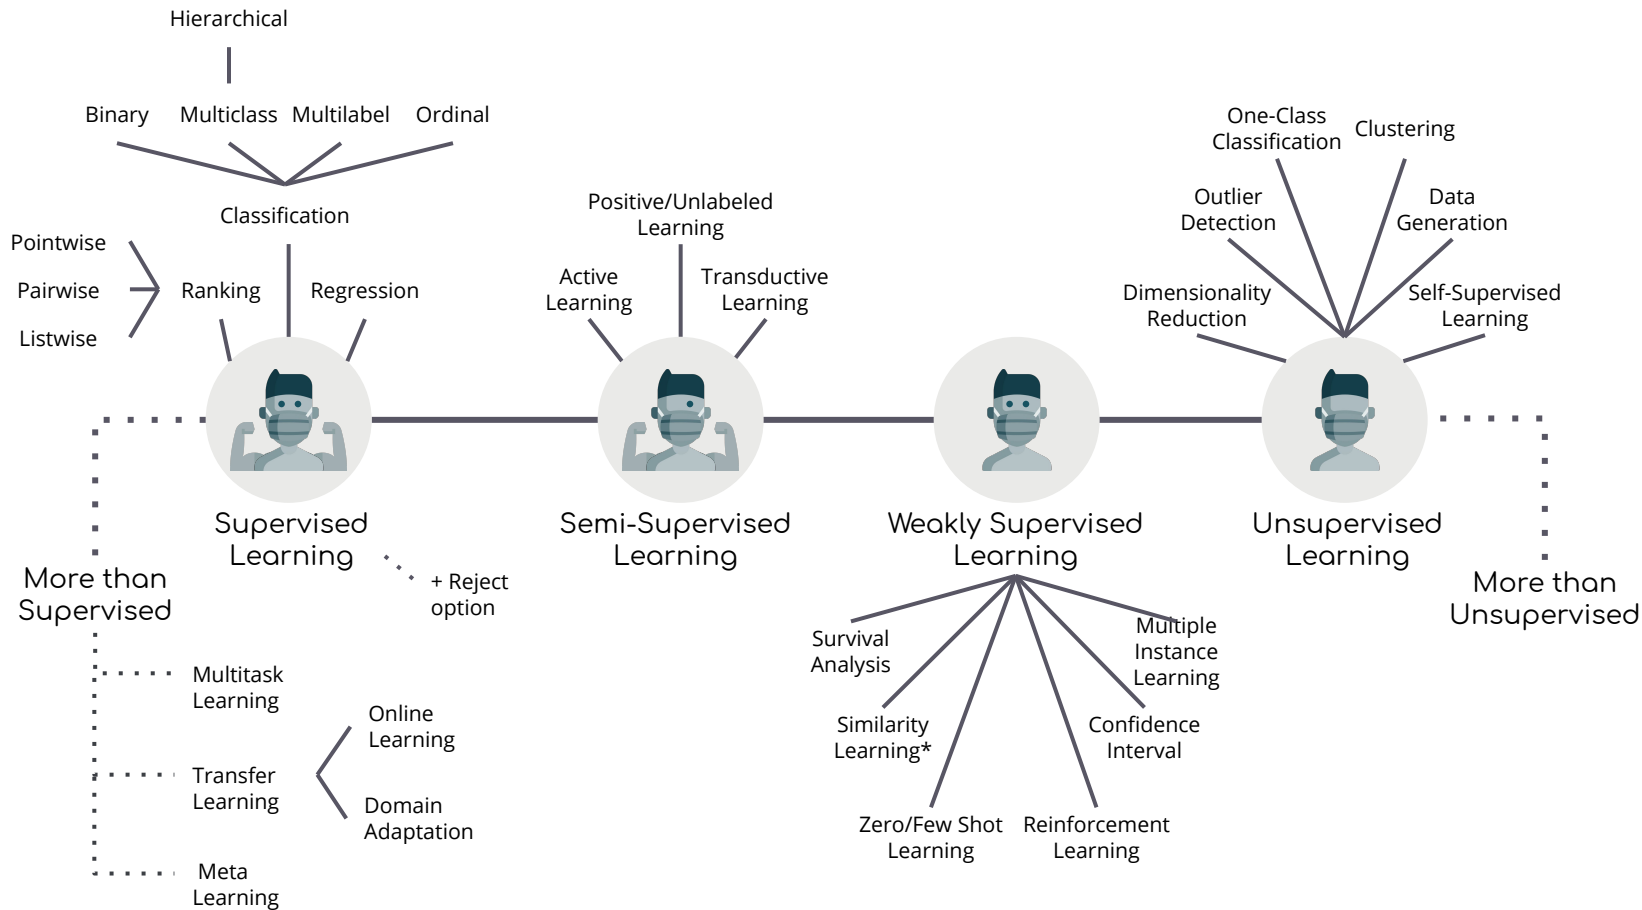 Hierarchical
Binary
Multiclass
Multilabel
Ordinal
Classification
Pointwise
Pairwise
Listwise
Ranking
Regression
Positive/Unlabeled
Learning
Active
Learning
Transductive
Learning
One-Class
Classification
Clustering
Outlier
Detection
Data
Generation
Dimensionality
Reduction
Self-Supervised
Learning
Supervised
Learning
Semi-Supervised
Learning
Weakly Supervised
Learning
Unsupervised
Learning
More than
Supervised
+ Reject
option
More than
Unsupervised
Survival
Analysis
Multiple
Instance
Learning
Similarity
Learning*
Confidence
Interval
Zero/Few Shot
Learning
Reinforcement
Learning
Multitask
Learning
Online
Learning
Transfer
Learning
Domain
Adaptation
Meta
Learning